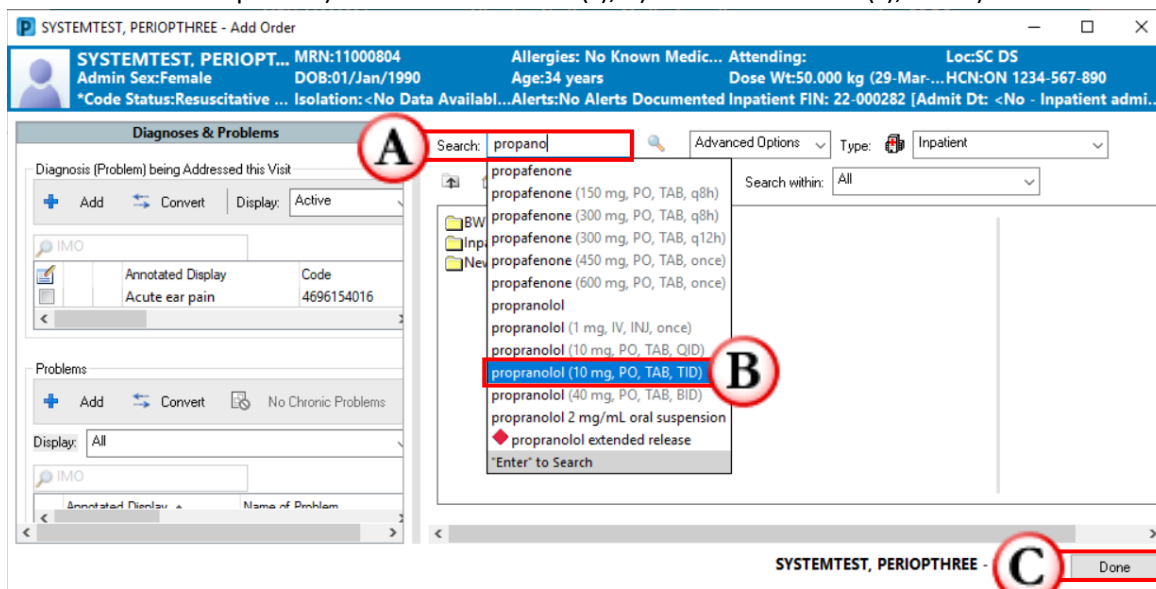 SYSTEMTEST, PERIOPTHREE - Add Order
SYSTEMTEST, PERIOPT... MRN:11000804 Allergies: No Known Medic... Attending: Loc:SC DS
Admin Sex:Female DOB:01/Jan/1990 Age:34 years Dose Wt:50.000 kg (29-Mar-... HCN:ON 1234-567-890
*Code Status:Resuscitative ... Isolation:<No Data Availabl... Alerts:No Alerts Documented Inpatient FIN: 22-000282 [Admit Dt: <No - Inpatient admi...
Diagnoses & Problems
A
Search: propano
Advanced Options Type: Inpatient
Diagnosis (Problem) being Addressed this Visit
Add Convert Display: Active
IMO
Annotated Display Code
Acute ear pain 4696154016
Problems
Add Convert No Chronic Problems
Display: All
IMO
Annotated Display Name of Problem
Search within: All
BW
Inpa
New
propafenone
propafenone (150 mg, PO, TAB, q8h)
propafenone (300 mg, PO, TAB, q8h)
propafenone (300 mg, PO, TAB, q12h)
propafenone (450 mg, PO, TAB, once)
propafenone (600 mg, PO, TAB, once)
propranolol
propranolol (1 mg, IV, INJ, once)
propranolol (10 mg, PO, TAB, QID)
propranolol (10 mg, PO, TAB, TID)
B
propranolol (40 mg, PO, TAB, BID)
propranolol 2 mg/mL oral suspension
propranolol extended release
"Enter" to Search
SYSTEMTEST, PERIOPTHREE -
C
Done